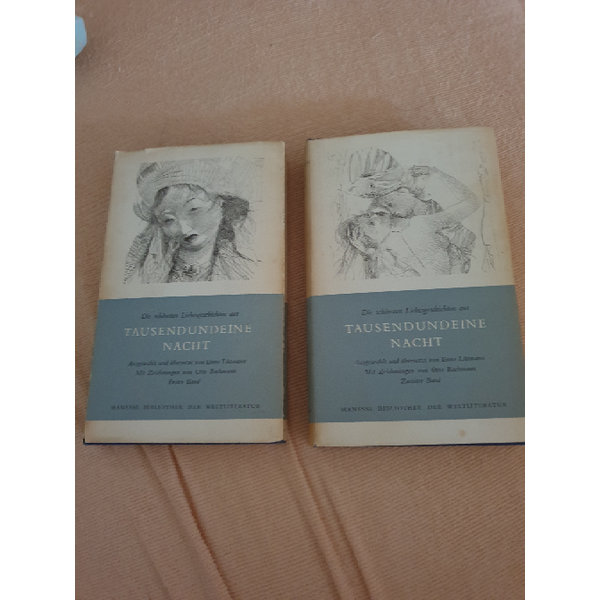 Die schönsten Liebesgeschichten aus
TAUSENDUNDEINE
NACHT
Ausgewählt und übersetzt von Enno Littmann
Mit Zeichnungen von Otto Bachmann
Erster Band
MANESSE BIBLIOTHEK DER WELTLITERATUR
Die schönsten Liebesgeschichten aus
TAUSENDUNDEINE
NACHT
Ausgewählt und übersetzt von Enno Littmann
Mit Zeichnungen von Otto Bachmann
Zweiter Band
MANESSE BIBLIOTHEK DER WELTLITERATUR